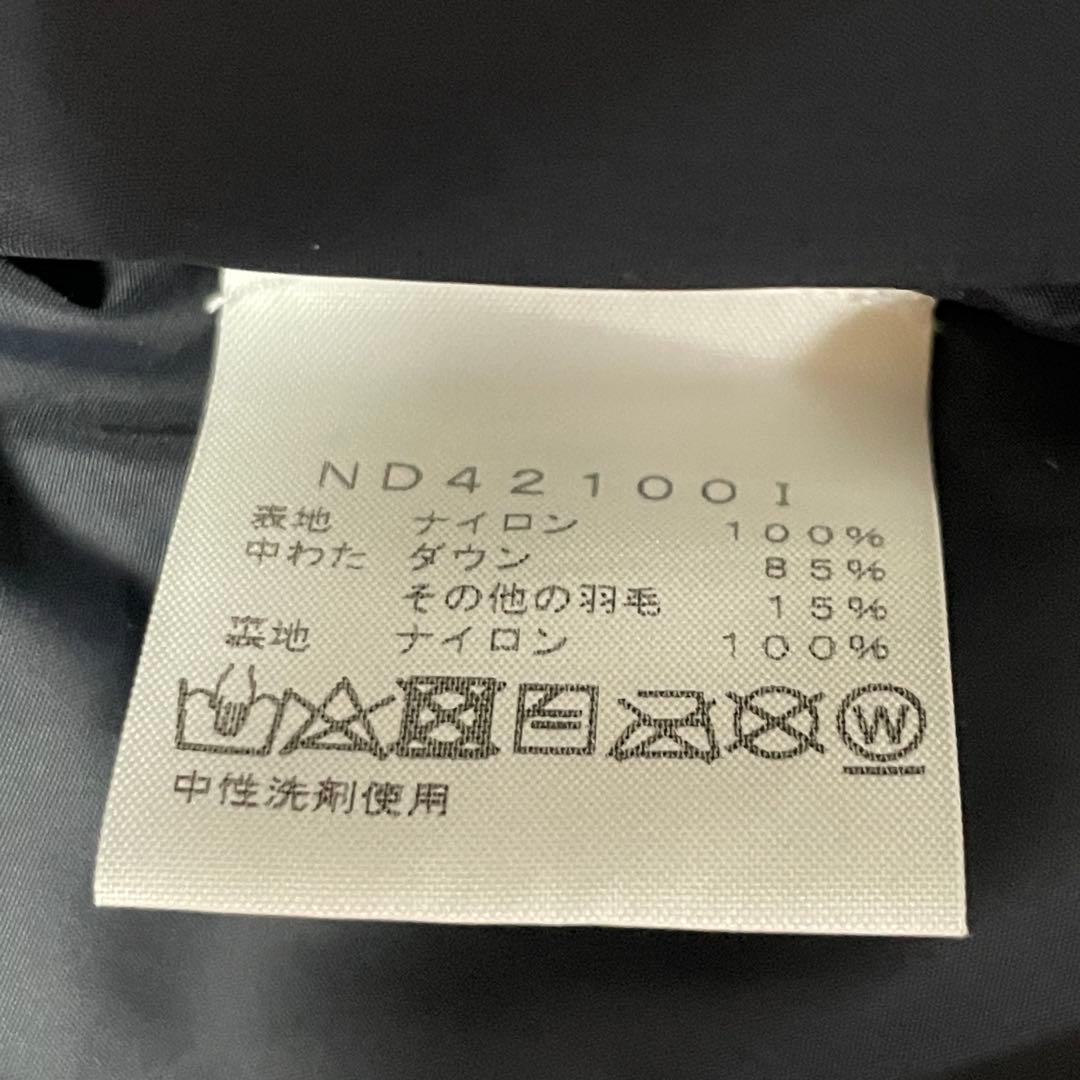 ND42100I
表地 ナイロン 100%
中わた ダウン 85%
その他の羽毛 15%
裏地 ナイロン 100%
W
中性洗剤使用